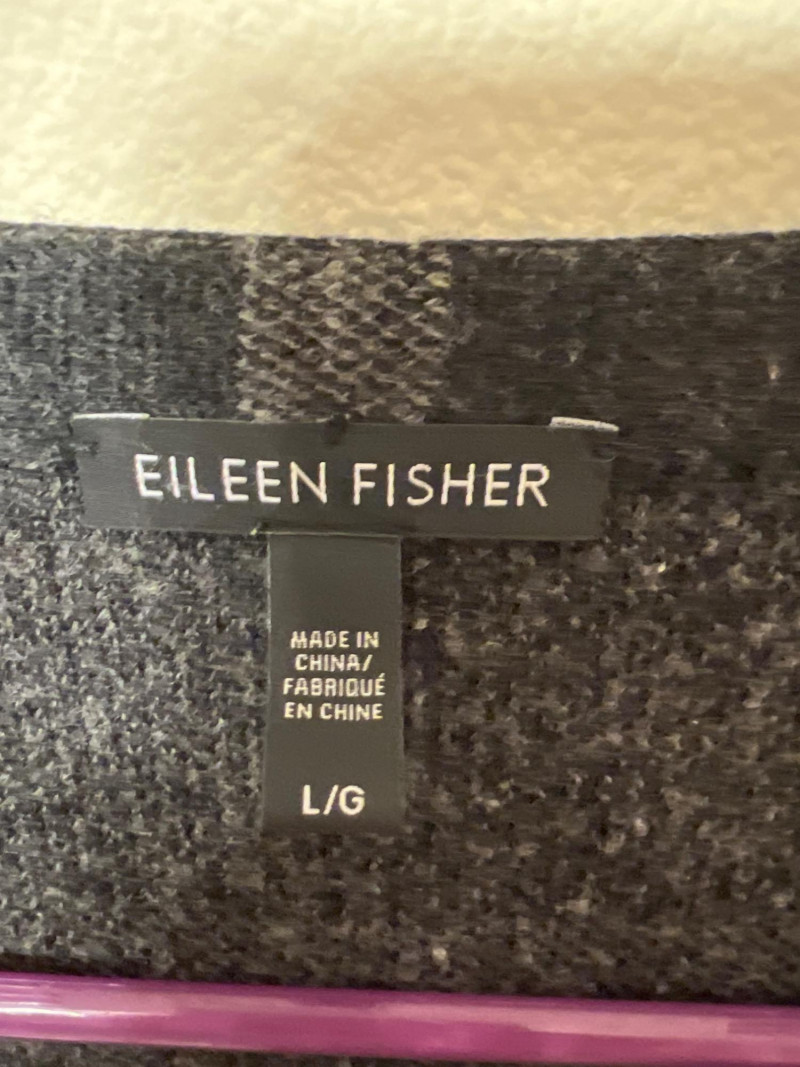 EILEEN FISHER
MADE IN
CHINA/
FABRIQUÉ
EN CHINE
L/G